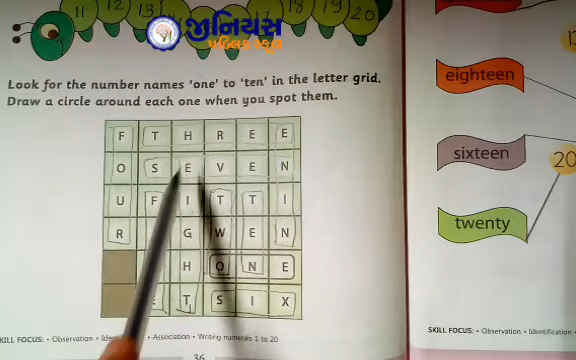 11 12 13 17 18 19 20
જીનિયસ
પબ્લિક સ્કૂલ
Look for the number names ‘one’ to ‘ten’ in the letter grid.
Draw a circle around each one when you spot them.
F T H R E E
O S E V E N
U F I T T I
R G W E N
H O N E
T S I X
SKILL FOCUS: • Observation • Association • Writing numerals 1 to 20
36
eighteen
sixteen
20
twenty
SKILL FOCUS: • Observation • Identification